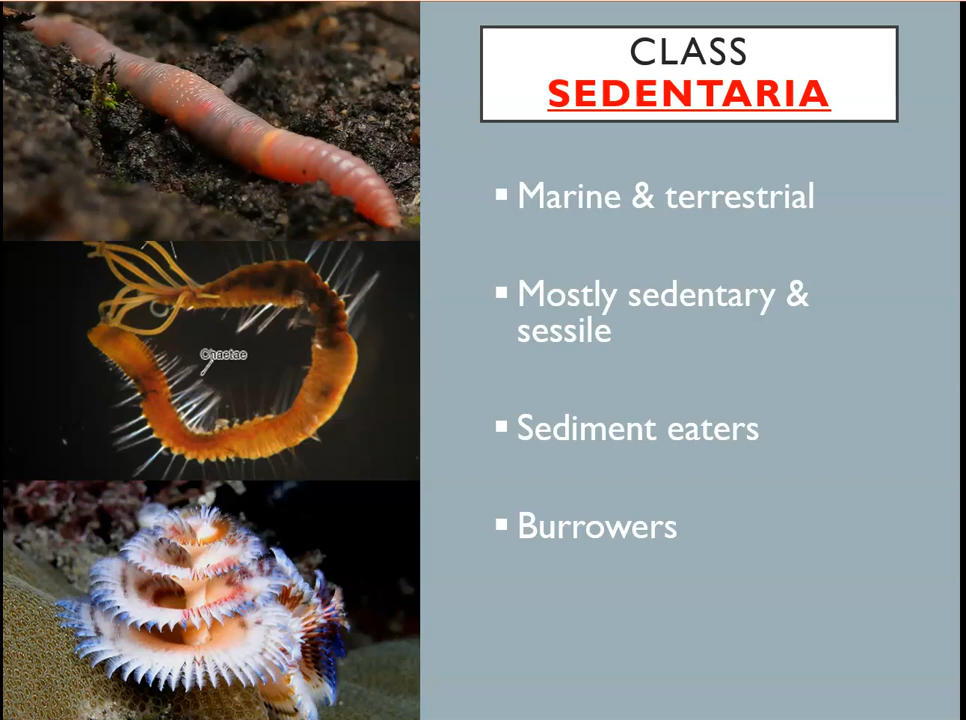 CLASS
SEDENTARIA
▪ Marine & terrestrial
▪ Mostly sedentary &
sessile
▪ Sediment eaters
▪ Burrowers
Chaetae